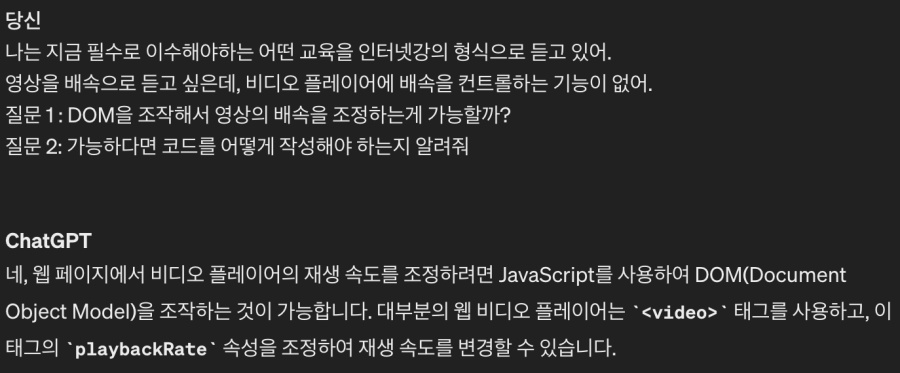 당신
나는 지금 필수로 이수해야하는 어떤 교육을 인터넷강의 형식으로 듣고 있어.
영상을 배속으로 듣고 싶은데, 비디오 플레이어에 배속을 컨트롤하는 기능이 없어.
질문 1 : DOM을 조작해서 영상의 배속을 조정하는게 가능할까?
질문 2: 가능하다면 코드를 어떻게 작성해야 하는지 알려줘
ChatGPT
네, 웹 페이지에서 비디오 플레이어의 재생 속도를 조정하려면 JavaScript를 사용하여 DOM(Document
Object Model)을 조작하는 것이 가능합니다. 대부분의 웹 비디오 플레이어는 `<video>` 태그를 사용하고, 이
태그의 `playbackRate` 속성을 조정하여 재생 속도를 변경할 수 있습니다.